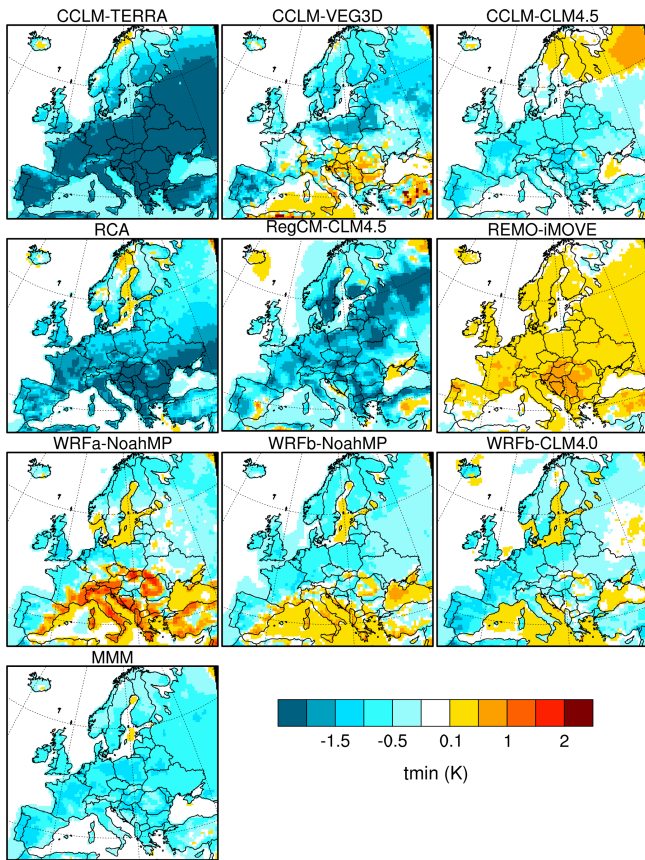 CCLM-TERRA CCLM-VEG3D CCLM-CLM4.5
RCA RegCM-CLM4.5 REMO-iMOVE
WRFa-NoahMP WRFb-NoahMP WRFb-CLM4.0
MMM
-1.5 -0.5 0.1 1 2
tmin (K)